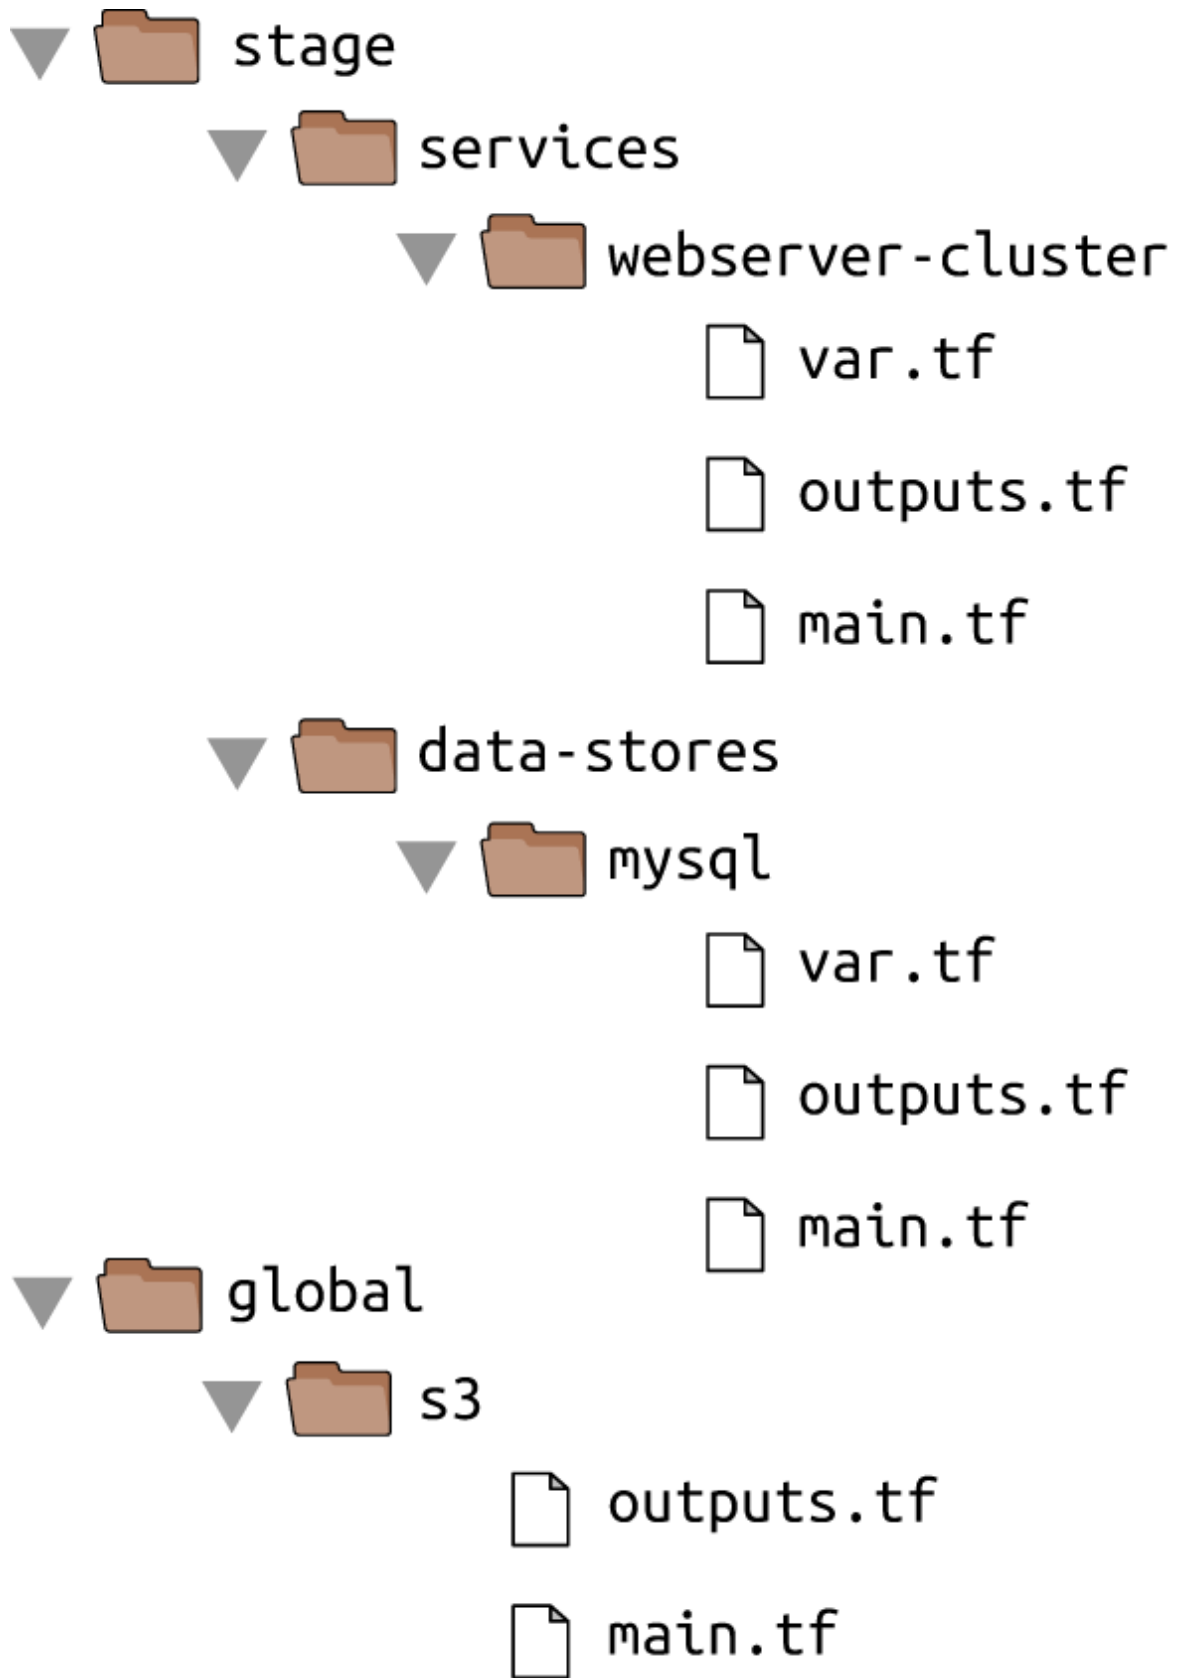 stage
services
webserver-cluster
var.tf
outputs.tf
main.tf
data-stores
mysql
var.tf
outputs.tf
main.tf
global
s3
outputs.tf
main.tf